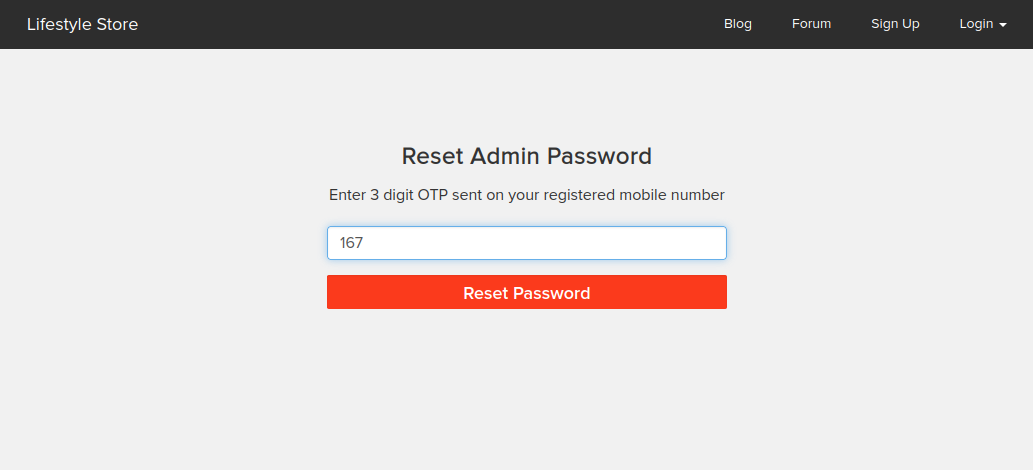 Lifestyle Store Blog Forum Sign Up Login
Reset Admin Password
Enter 3 digit OTP sent on your registered mobile number
167
Reset Password